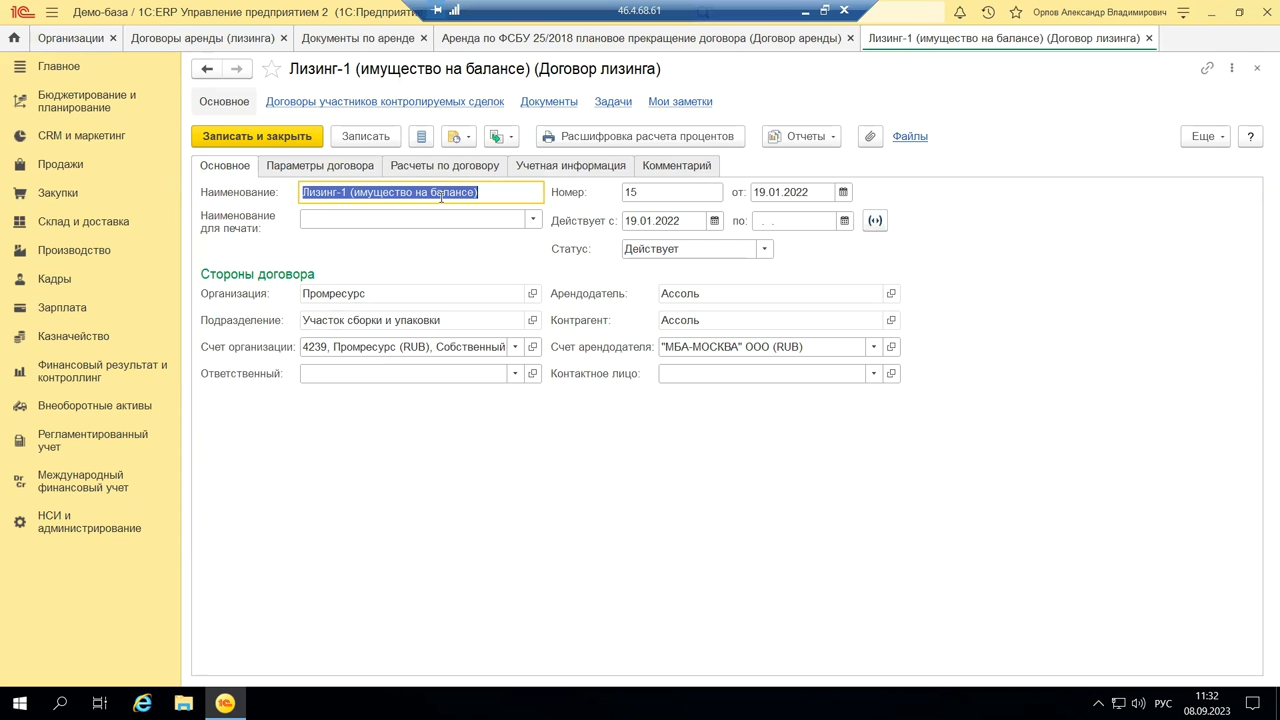 Демо-база / 1С:ERP Управление предприятием 2 (1С:Предприятие
46.4.68.61
Орлов Александр Владимирович
Организации
Договоры аренды (лизинга)
Документы по аренде
Аренда по ФСБУ 25/2018 плановое прекращение договора (Договор аренды)
Лизинг-1 (имущество на балансе) (Договор лизинга)
Главное
Бюджетирование и
планирование
CRM и маркетинг
Продажи
Закупки
Склад и доставка
Производство
Кадры
Зарплата
Казначейство
Финансовый результат и
контроллинг
Внеоборотные активы
Регламентированный
учет
Международный
финансовый учет
НСИ и
администрирование
Лизинг-1 (имущество на балансе) (Договор лизинга)
Основное Договоры участников контролируемых сделок Документы Задачи Мои заметки
Записать и закрыть Записать Расшифровка расчета процентов Отчеты Файлы Еще ?
Основное Параметры договора Расчеты по договору Учетная информация Комментарий
Наименование: Лизинг-1 (имущество на балансе) Номер: 15 от: 19.01.2022
Наименование
для печати:
Действует с: 19.01.2022 по: . .
Статус: Действует
Стороны договора
Организация: Промресурс Арендодатель: Ассоль
Подразделение: Участок сборки и упаковки Контрагент: Ассоль
Счет организации: 4239, Промресурс (RUB), Собственный Счет арендодателя: "МБА-МОСКВА" ООО (RUB)
Ответственный: Контактное лицо:
РУС
11:32
08.09.2023